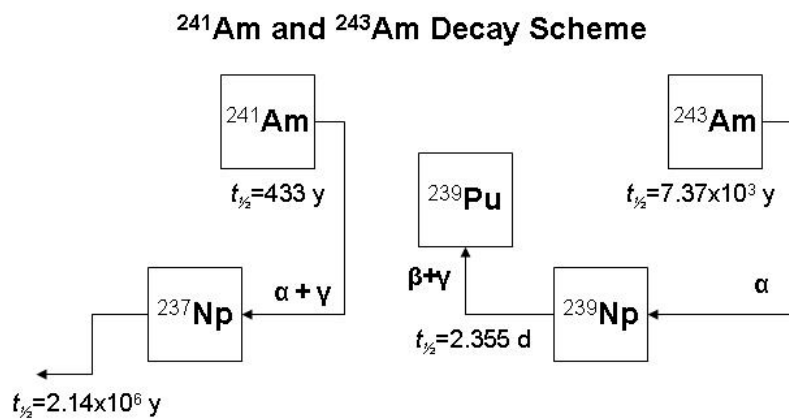 ²⁴¹Am and ²⁴³Am Decay Scheme
²⁴¹Am
²⁴³Am
t½=433 y
²³⁹Pu
t½=7.37x10³ y
²³⁷Np
α + γ
β+γ
²³⁹Np
α
t½=2.355 d
t½=2.14x10⁶ y